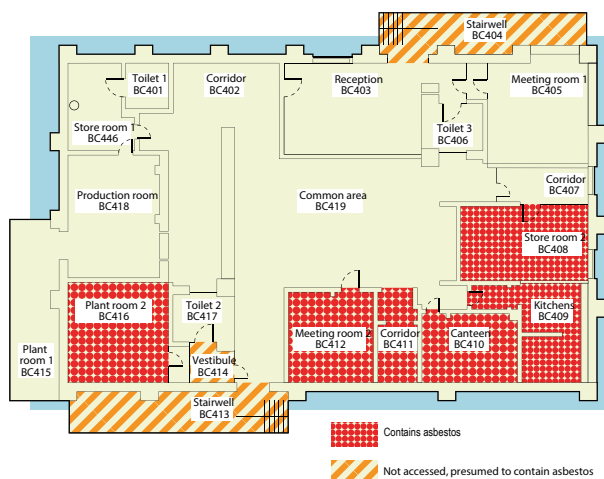 Stairwell
BC404
Toilet 1
BC401
Corridor
BC402
Reception
BC403
Meeting room 1
BC405
Store room 1
BC446
Toilet 3
BC406
Production room
BC418
Common area
BC419
Corridor
BC407
Store room 2
BC408
Plant room 2
BC416
Toilet 2
BC417
Kitchens
BC409
Meeting room 2
BC412
Corridor
BC411
Canteen
BC410
Plant
room 1
BC415
Vestibule
BC414
Stairwell
BC413
Contains asbestos
Not accessed, presumed to contain asbestos